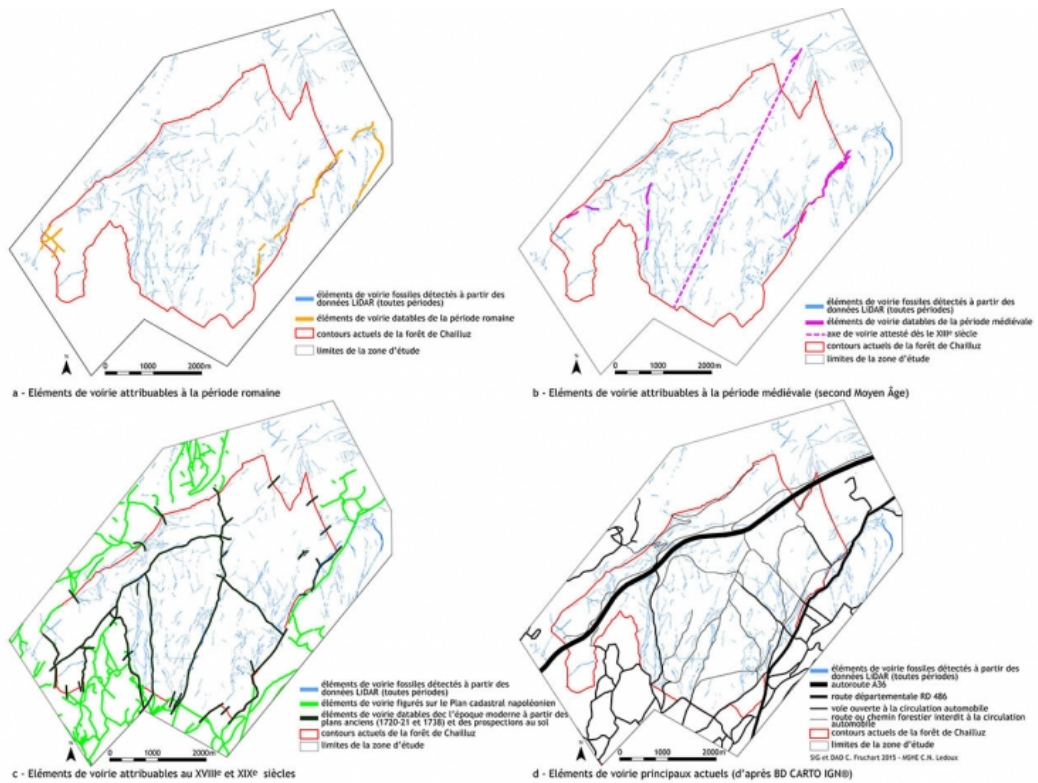 éléments de voirie fossiles détectés à partir des
données LiDAR (toutes périodes)
éléments de voirie datables de la période romaine
contours actuels de la forêt de Chailluz
limites de la zone d'étude
N
0 1000 2000m
a - Eléments de voirie attribuables à la période romaine
éléments de voirie fossiles détectés à partir des
données LiDAR (toutes périodes)
éléments de voirie datables de la période médiévale
axe de voirie attesté dès le XIIIe siècle
contours actuels de la forêt de Chailluz
limites de la zone d'étude
N
0 1000 2000m
b - Eléments de voirie attribuables à la période médiévale (second Moyen Âge)
éléments de voirie fossiles détectés à partir des
données LiDAR (toutes périodes)
éléments de voirie figurés sur le Plan cadastral napoléonien
éléments de voirie datables dec l'époque moderne à partir des
plans anciens (1720-21 et 1738) et des prospections au sol
contours actuels de la forêt de Chailluz
limites de la zone d'étude
N
0 1000 2000m
c - Eléments de voirie attribuables au XVIIIe et XIXe siècles
éléments de voirie fossiles détectés à partir des
données LiDAR (toutes périodes)
autoroute A36
route départementale RD 486
voie ouverte à la circulation automobile
route ou chemin forestier interdit à la circulation
automobile
contours actuels de la forêt de Chailluz
limites de la zone d'étude
SIG et DAO C. Fruchart 2015 - MSHE C.N. Ledoux
N
0 1000 2000m
d - Eléments de voirie principaux actuels (d'après BD CARTO IGN®)